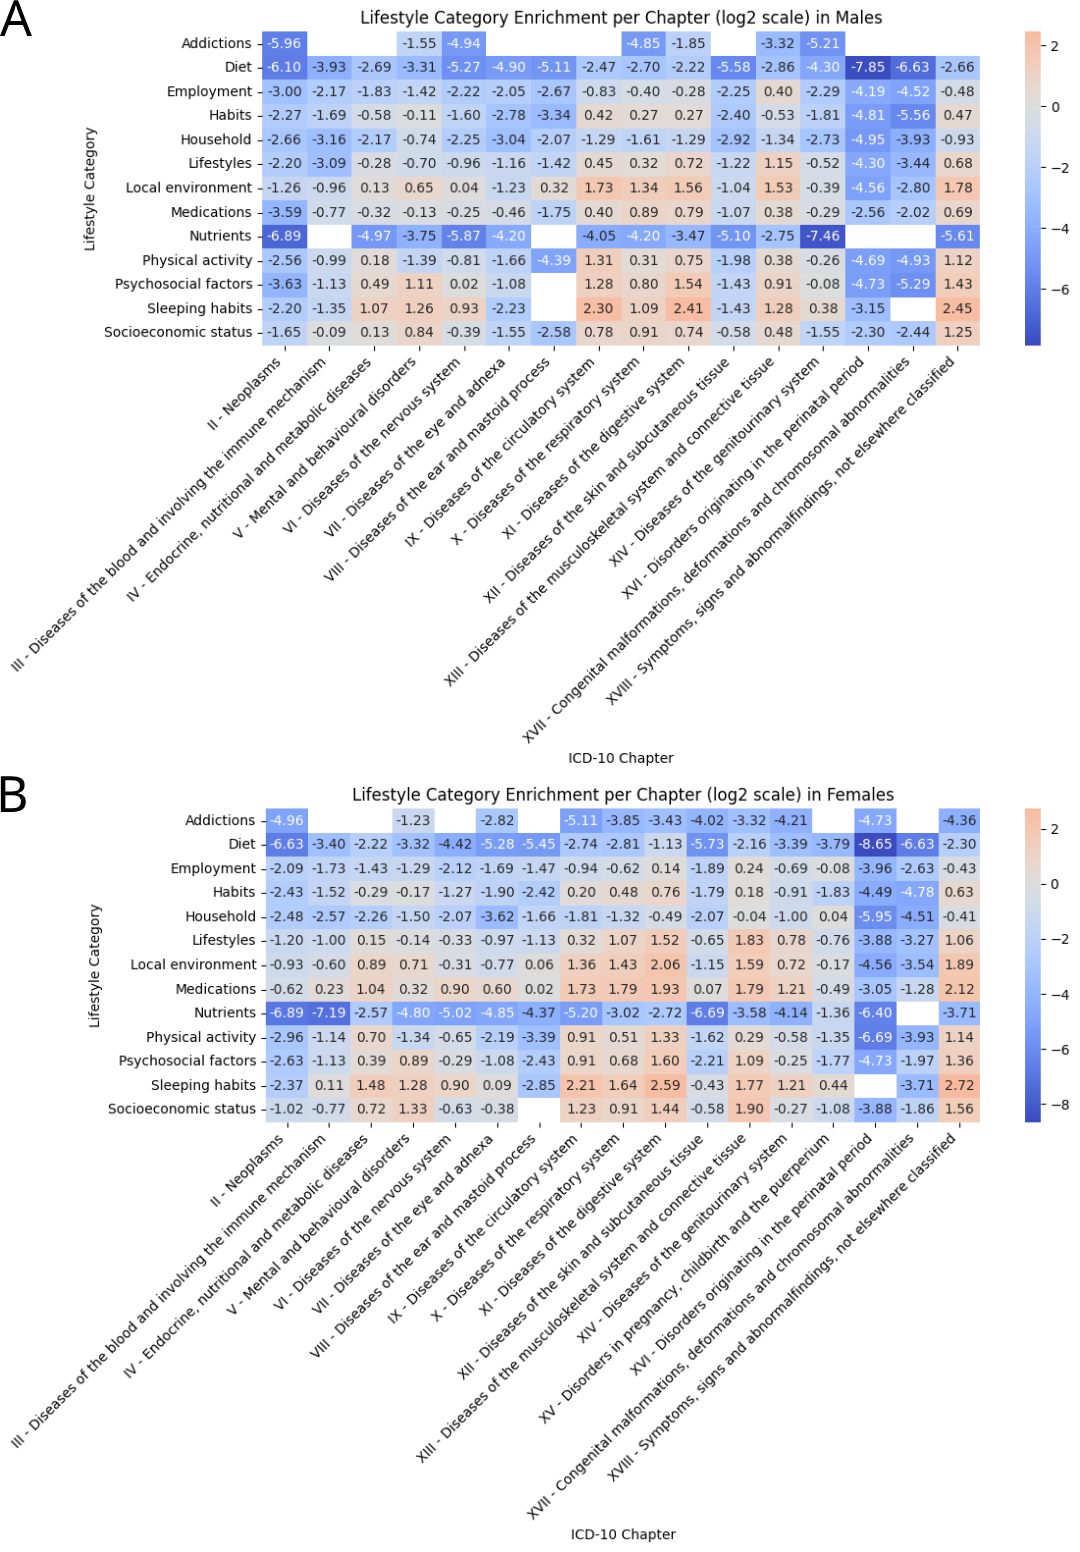 A
Lifestyle Category Enrichment per Chapter (log2 scale) in Males
Lifestyle Category
Addictions -5.96 -1.55 -4.94 -4.85 -1.85 -3.32 -5.21
Diet -6.10 -3.93 -2.69 -3.31 -5.27 -4.90 -5.11 -2.47 -2.70 -2.22 -5.58 -2.86 -4.30 -7.85 -6.63 -2.66
Employment -3.00 -2.17 -1.83 -1.42 -2.22 -2.05 -2.67 -0.83 -0.40 -0.28 -2.25 0.40 -2.29 -4.19 -4.52 -0.48
Habits -2.27 -1.69 -0.58 -0.11 -1.60 -2.78 -3.34 0.42 0.27 0.27 -2.40 -0.53 -1.81 -4.81 -5.56 0.47
Household -2.66 -3.16 -2.17 -0.74 -2.25 -3.04 -2.07 -1.29 -1.61 -1.29 -2.92 -1.34 -2.73 -4.95 -3.93 -0.93
Lifestyles -2.20 -3.09 -0.28 -0.70 -0.96 -1.16 -1.42 0.45 0.32 0.72 -1.22 1.15 -0.52 -4.30 -3.44 0.68
Local environment -1.26 -0.96 0.13 0.65 0.04 -1.23 0.32 1.73 1.34 1.56 -1.04 1.53 -0.39 -4.56 -2.80 1.78
Medications -3.59 -0.77 -0.32 -0.13 -0.25 -0.46 -1.75 0.40 0.89 0.79 -1.07 0.38 -0.29 -2.56 -2.02 0.69
Nutrients -6.89 -4.97 -3.75 -5.87 -4.20 -4.05 -4.20 -3.47 -5.10 -2.75 -7.46 -5.61
Physical activity -2.56 -0.99 0.18 -1.39 -0.81 -1.66 -4.39 1.31 0.31 0.75 -1.98 0.38 -0.26 -4.69 -4.93 1.12
Psychosocial factors -3.63 -1.13 0.49 1.11 0.02 -1.08 1.28 0.80 1.54 -1.43 0.91 -0.08 -4.73 -5.29 1.43
Sleeping habits -2.20 -1.35 1.07 1.26 0.93 -2.23 2.30 1.09 2.41 -1.43 1.28 0.38 -3.15 2.45
Socioeconomic status -1.65 -0.09 0.13 0.84 -0.39 -1.55 -2.58 0.78 0.91 0.74 -0.58 0.48 -1.55 -2.30 -2.44 1.25
2
0
−2
−4
−6
II - Neoplasms
III - Diseases of the blood and involving the immune mechanism
IV - Endocrine, nutritional and metabolic diseases
V - Mental and behavioural disorders
VI - Diseases of the nervous system
VII - Diseases of the eye and adnexa
VIII - Diseases of the ear and mastoid process
IX - Diseases of the circulatory system
X - Diseases of the respiratory system
XI - Diseases of the digestive system
XII - Diseases of the skin and subcutaneous tissue
XIII - Diseases of the musculoskeletal system and connective tissue
XIV - Diseases of the genitourinary system
XVI - Disorders originating in the perinatal period
XVII - Congenital malformations, deformations and chromosomal abnormalities
XVIII - Symptoms, signs and abnormalfindings, not elsewhere classified
ICD-10 Chapter
B
Lifestyle Category Enrichment per Chapter (log2 scale) in Females
Lifestyle Category
Addictions -4.96 -1.23 -2.82 -5.11 -3.85 -3.43 -4.02 -3.32 -4.21 -4.73 -4.36
Diet -6.63 -3.40 -2.22 -3.32 -4.42 -5.28 -5.45 -2.74 -2.81 -1.13 -5.73 -2.16 -3.39 -3.79 -8.65 -6.63 -2.30
Employment -2.09 -1.73 -1.43 -1.29 -2.12 -1.69 -1.47 -0.94 -0.62 0.14 -1.89 0.24 -0.69 -0.08 -3.96 -2.63 -0.43
Habits -2.43 -1.52 -0.29 -0.17 -1.27 -1.90 -2.42 0.20 0.48 0.76 -1.79 0.18 -0.91 -1.83 -4.49 -4.78 0.63
Household -2.48 -2.57 -2.26 -1.50 -2.07 -3.62 -1.66 -1.81 -1.32 -0.49 -2.07 -0.04 -1.00 0.04 -5.95 -4.51 -0.41
Lifestyles -1.20 -1.00 0.15 -0.14 -0.33 -0.97 -1.13 0.32 1.07 1.52 -0.65 1.83 0.78 -0.76 -3.88 -3.27 1.06
Local environment -0.93 -0.60 0.89 0.71 -0.31 -0.77 0.06 1.36 1.43 2.06 -1.15 1.59 0.72 -0.17 -4.56 -3.54 1.89
Medications -0.62 0.23 1.04 0.32 0.90 0.60 0.02 1.73 1.79 1.93 0.07 1.79 1.21 -0.49 -3.05 -1.28 2.12
Nutrients -6.89 -7.19 -2.57 -4.80 -5.02 -4.85 -4.37 -5.20 -3.02 -2.72 -6.69 -3.58 -4.14 -1.36 -6.40 -3.71
Physical activity -2.96 -1.14 0.70 -1.34 -0.65 -2.19 -3.39 0.91 0.51 1.33 -1.62 0.29 -0.58 -1.35 -6.69 -3.93 1.14
Psychosocial factors -2.63 -1.13 0.39 0.89 -0.29 -1.08 -2.43 0.91 0.68 1.60 -2.21 1.09 -0.25 -1.77 -4.73 -1.97 1.36
Sleeping habits -2.37 0.11 1.48 1.28 0.90 0.09 -2.85 2.21 1.64 2.59 -0.43 1.77 1.21 0.44 -3.71 2.72
Socioeconomic status -1.02 -0.77 0.72 1.33 -0.63 -0.38 1.23 0.91 1.44 -0.58 1.90 -0.27 -1.08 -3.88 -1.86 1.56
2
0
−2
−4
−6
−8
II - Neoplasms
III - Diseases of the blood and involving the immune mechanism
IV - Endocrine, nutritional and metabolic diseases
V - Mental and behavioural disorders
VI - Diseases of the nervous system
VII - Diseases of the eye and adnexa
VIII - Diseases of the ear and mastoid process
IX - Diseases of the circulatory system
X - Diseases of the respiratory system
XI - Diseases of the digestive system
XII - Diseases of the skin and subcutaneous tissue
XIII - Diseases of the musculoskeletal system and connective tissue
XIV - Diseases of the genitourinary system
XV - Disorders in pregnancy, childbirth and the puerperium
XVI - Disorders originating in the perinatal period
XVII - Congenital malformations, deformations and chromosomal abnormalities
XVIII - Symptoms, signs and abnormalfindings, not elsewhere classified
ICD-10 Chapter